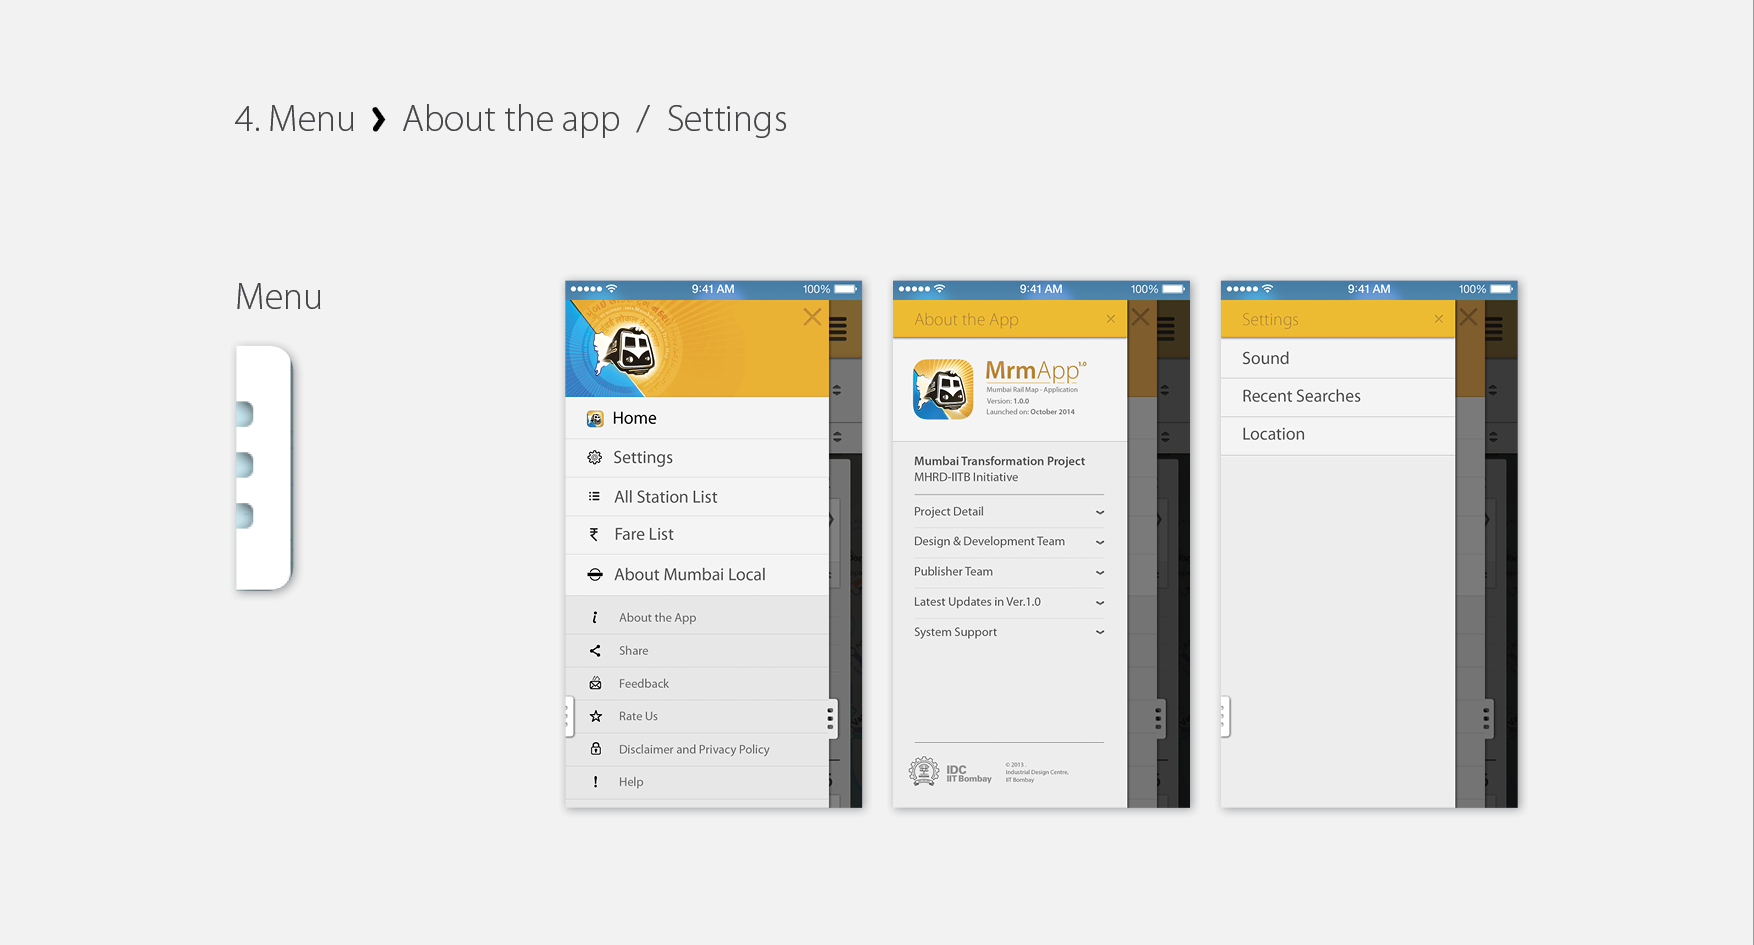 4. Menu › About the app / Settings
Menu
9:41 AM
100%
Home
Settings
All Station List
₹ Fare List
About Mumbai Local
i About the App
Share
Feedback
Rate Us
Disclaimer and Privacy Policy
! Help
9:41 AM
100%
About the App
MrmApp 1.0
Mumbai Rail Map - Application
Version: 1.0.0
Launched on: October 2014
Mumbai Transformation Project
MHRD-IITB Initiative
Project Detail
Design & Development Team
Publisher Team
Latest Updates in Ver.1.0
System Support
IDC
IIT Bombay
© 2013 .
Industrial Design Centre,
IIT Bombay
9:41 AM
100%
Settings
Sound
Recent Searches
Location